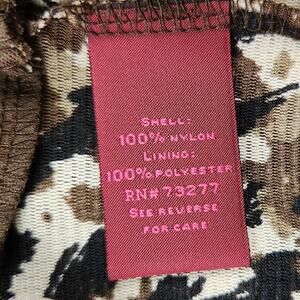 Shell:
100% Nylon
Lining:
100% Polyester
RN# 73277
See Reverse
for Care